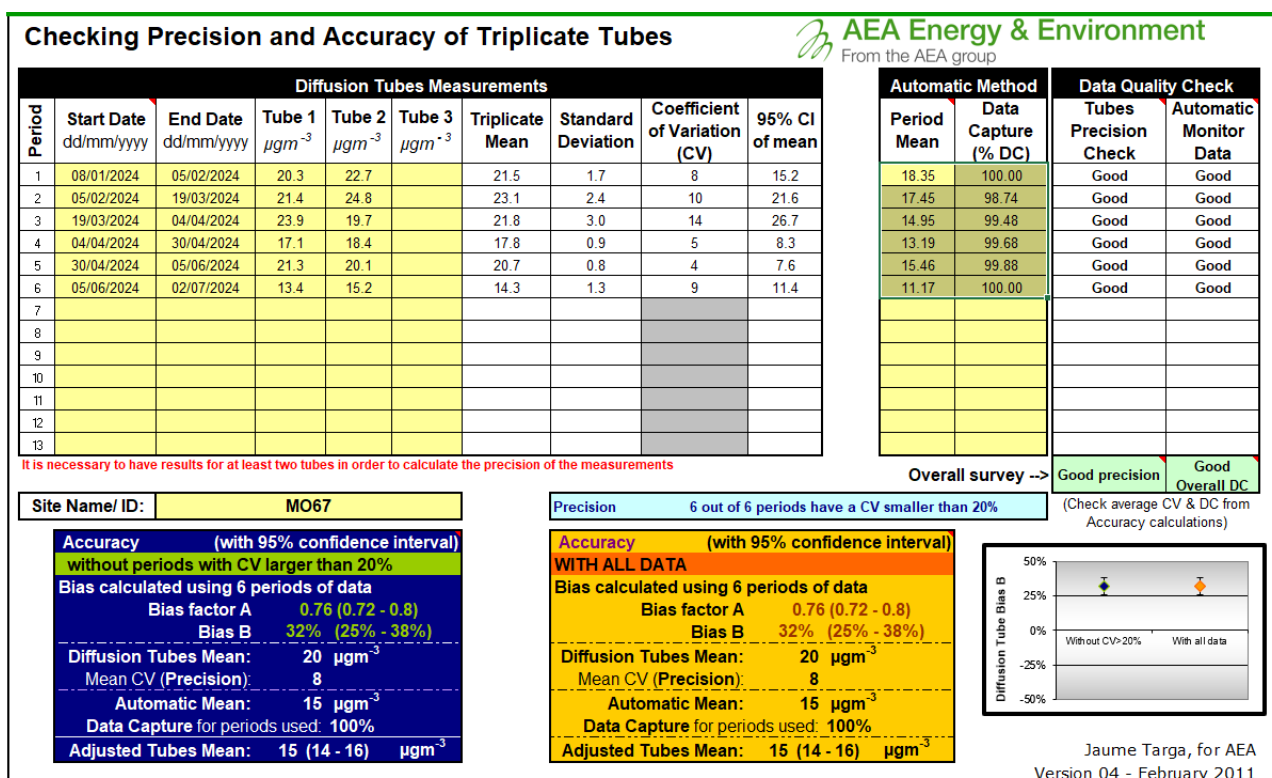 Checking Precision and Accuracy of Triplicate Tubes
AEA Energy & Environment
From the AEA group
Diffusion Tubes Measurements
Automatic Method
Data Quality Check
Period | Start Date dd/mm/yyyy | End Date dd/mm/yyyy | Tube 1 µgm⁻³ | Tube 2 µgm⁻³ | Tube 3 µgm⁻³ | Triplicate Mean | Standard Deviation | Coefficient of Variation (CV) | 95% CI of mean | Period Mean | Data Capture (% DC) | Tubes Precision Check | Automatic Monitor Data
1 08/01/2024 05/02/2024 20.3 22.7 21.5 1.7 8 15.2 18.35 100.00 Good Good
2 05/02/2024 19/03/2024 21.4 24.8 23.1 2.4 10 21.6 17.45 98.74 Good Good
3 19/03/2024 04/04/2024 23.9 19.7 21.8 3.0 14 26.7 14.95 99.48 Good Good
4 04/04/2024 30/04/2024 17.1 18.4 17.8 0.9 5 8.3 13.19 99.68 Good Good
5 30/04/2024 05/06/2024 21.3 20.1 20.7 0.8 4 7.6 15.46 99.88 Good Good
6 05/06/2024 02/07/2024 13.4 15.2 14.3 1.3 9 11.4 11.17 100.00 Good Good
7
8
9
10
11
12
13
It is necessary to have results for at least two tubes in order to calculate the precision of the measurements
Overall survey --> Good precision Good Overall DC
(Check average CV & DC from Accuracy calculations)
Site Name/ ID: MO67
Precision 6 out of 6 periods have a CV smaller than 20%
Accuracy (with 95% confidence interval)
without periods with CV larger than 20%
Bias calculated using 6 periods of data
Bias factor A 0.76 (0.72 - 0.8)
Bias B 32% (25% - 38%)
Diffusion Tubes Mean: 20 µgm⁻³
Mean CV (Precision): 8
Automatic Mean: 15 µgm⁻³
Data Capture for periods used: 100%
Adjusted Tubes Mean: 15 (14 - 16) µgm⁻³
Accuracy (with 95% confidence interval)
WITH ALL DATA
Bias calculated using 6 periods of data
Bias factor A 0.76 (0.72 - 0.8)
Bias B 32% (25% - 38%)
Diffusion Tubes Mean: 20 µgm⁻³
Mean CV (Precision): 8
Automatic Mean: 15 µgm⁻³
Data Capture for periods used: 100%
Adjusted Tubes Mean: 15 (14 - 16) µgm⁻³
Diffusion Tube Bias B
50%
25%
0%
-25%
-50%
Without CV>20%
With all data
Jaume Targa, for AEA
Version 04 - February 2011